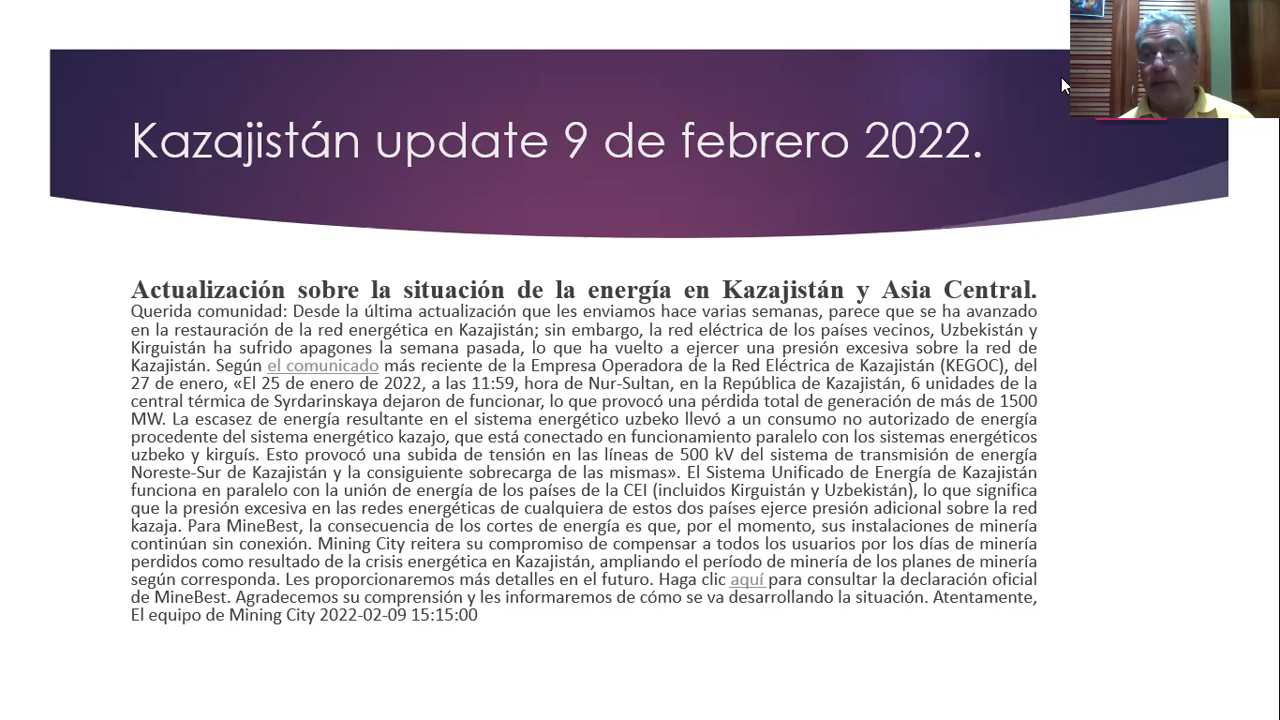 Kazajistán update 9 de febrero 2022.
Actualización sobre la situación de la energía en Kazajistán y Asia Central.
Querida comunidad: Desde la última actualización que les enviamos hace varias semanas, parece que se ha avanzado
en la restauración de la red energética en Kazajistán; sin embargo, la red eléctrica de los países vecinos, Uzbekistán y
Kirguistán ha sufrido apagones la semana pasada, lo que ha vuelto a ejercer una presión excesiva sobre la red de
Kazajistán. Según el comunicado más reciente de la Empresa Operadora de la Red Eléctrica de Kazajistán (KEGOC), del
27 de enero, «El 25 de enero de 2022, a las 11:59, hora de Nur-Sultan, en la República de Kazajistán, 6 unidades de la
central térmica de Syrdarinskaya dejaron de funcionar, lo que provocó una pérdida total de generación de más de 1500
MW. La escasez de energía resultante en el sistema energético uzbeko llevó a un consumo no autorizado de energía
procedente del sistema energético kazajo, que está conectado en funcionamiento paralelo con los sistemas energéticos
uzbeko y kirguís. Esto provocó una subida de tensión en las líneas de 500 kV del sistema de transmisión de energía
Noreste-Sur de Kazajistán y la consiguiente sobrecarga de las mismas». El Sistema Unificado de Energía de Kazajistán
funciona en paralelo con la unión de energía de los países de la CEI (incluidos Kirguistán y Uzbekistán), lo que significa
que la presión excesiva en las redes energéticas de cualquiera de estos dos países ejerce presión adicional sobre la red
kazaja. Para MineBest, la consecuencia de los cortes de energía es que, por el momento, sus instalaciones de minería
continúan sin conexión. Mining City reitera su compromiso de compensar a todos los usuarios por los días de minería
perdidos como resultado de la crisis energética en Kazajistán, ampliando el período de minería de los planes de minería
según corresponda. Les proporcionaremos más detalles en el futuro. Haga clic aquí para consultar la declaración oficial
de MineBest. Agradecemos su comprensión y les informaremos de cómo se va desarrollando la situación. Atentamente,
El equipo de Mining City 2022-02-09 15:15:00